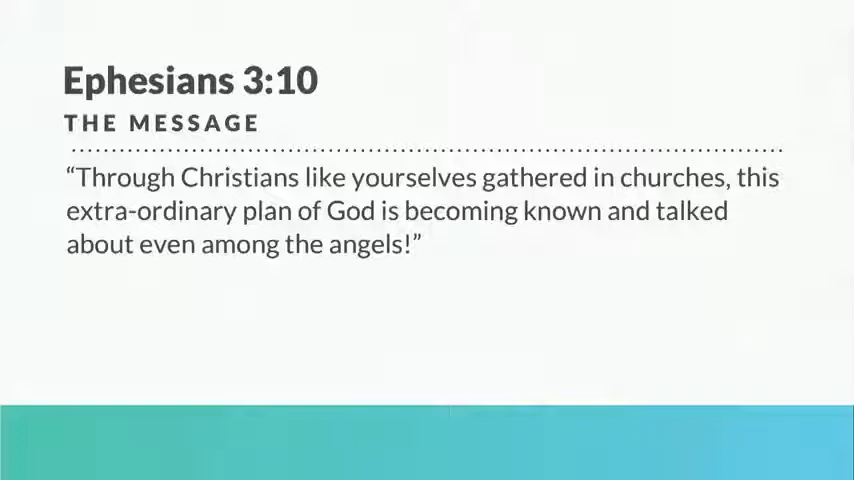 Ephesians 3:10
THE MESSAGE
“Through Christians like yourselves gathered in churches, this
extra-ordinary plan of God is becoming known and talked
about even among the angels!”